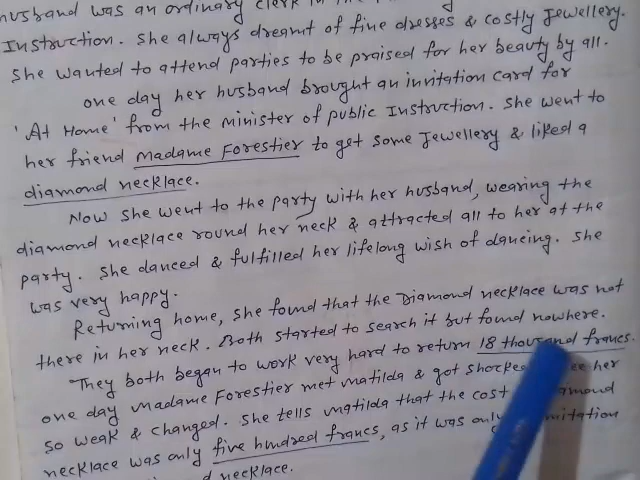 husband was an ordinary clerk in the
Instruction. She always dreamt of fine dresses & costly Jewellery.
She wanted to attend parties to be praised for her beauty by all.
one day her husband brought an invitation card for
'At Home' from the minister of public Instruction. She went to
her friend Madame Forestier to get some Jewellery & liked a
diamond necklace.
Now she went to the party with her husband, wearing the
diamond necklace round her neck & attracted all to her at the
party. She danced & fulfilled her lifelong wish of dancing. She
was very happy.
Returning home, she found that the Diamond necklace was not
there in her neck. Both started to search it but found nowhere.
They both began to work very hard to return 18 thousand francs.
one day Madame Forestier met Matilda & got shocked her
so weak & changed. She tells Matilda that the cost
necklace was only five hundred francs, as it was only imitation
necklace.